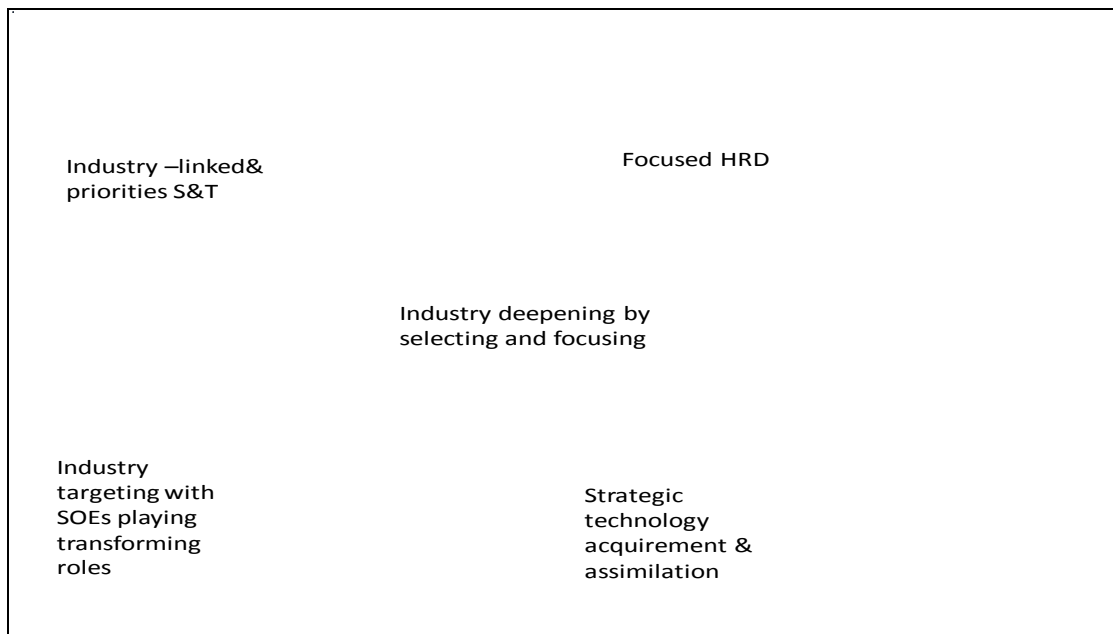 Industry –linked&
priorities S&T
Focused HRD
Industry deepening by
selecting and focusing
Industry
targeting with
SOEs playing
transforming
roles
Strategic
technology
acquirement &
assimilation